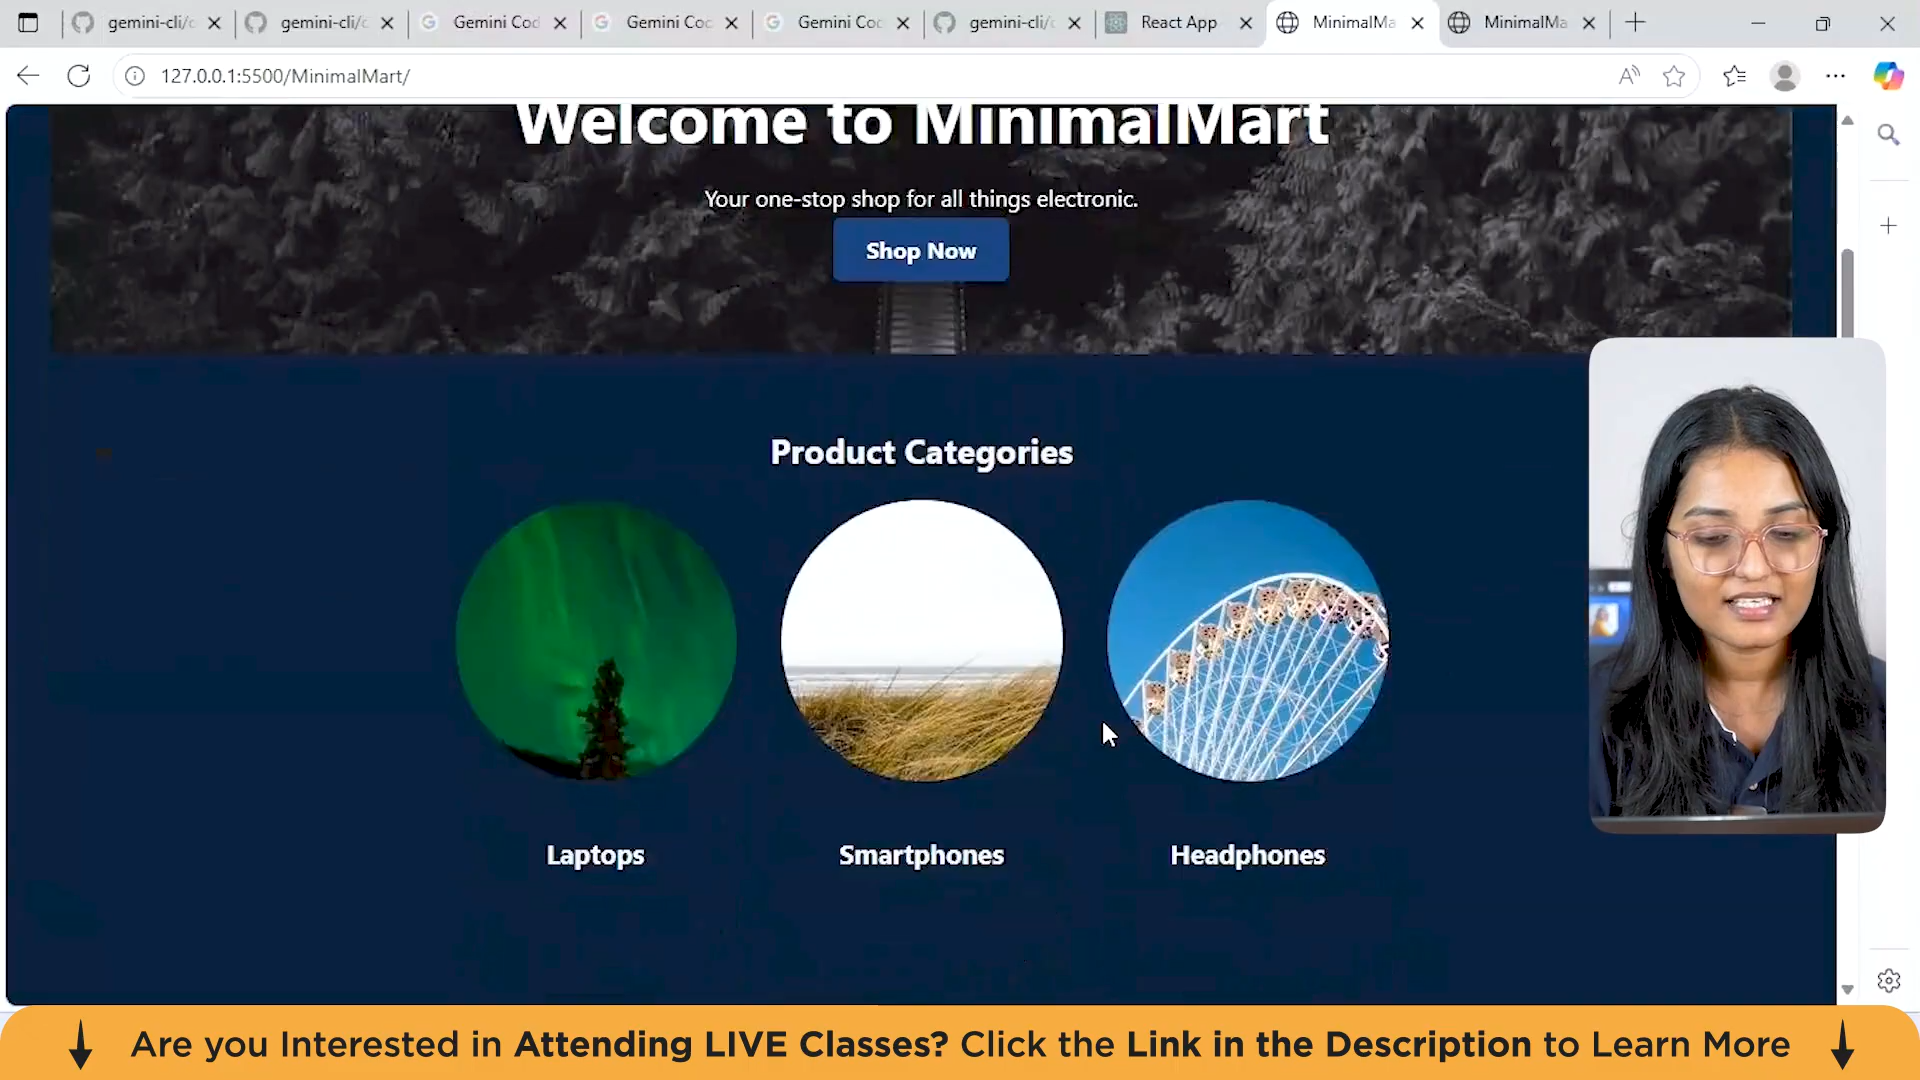 gemini-cli/c
gemini-cli/c
Gemini Cod
Gemini Coc
Gemini Coc
gemini-cli/c
React App
MinimalMa
MinimalMa
127.0.0.1:5500/MinimalMart/
Welcome to MinimalMart
Your one-stop shop for all things electronic.
Shop Now
Product Categories
Laptops
Smartphones
Headphones
Are you Interested in Attending LIVE Classes? Click the Link in the Description to Learn More